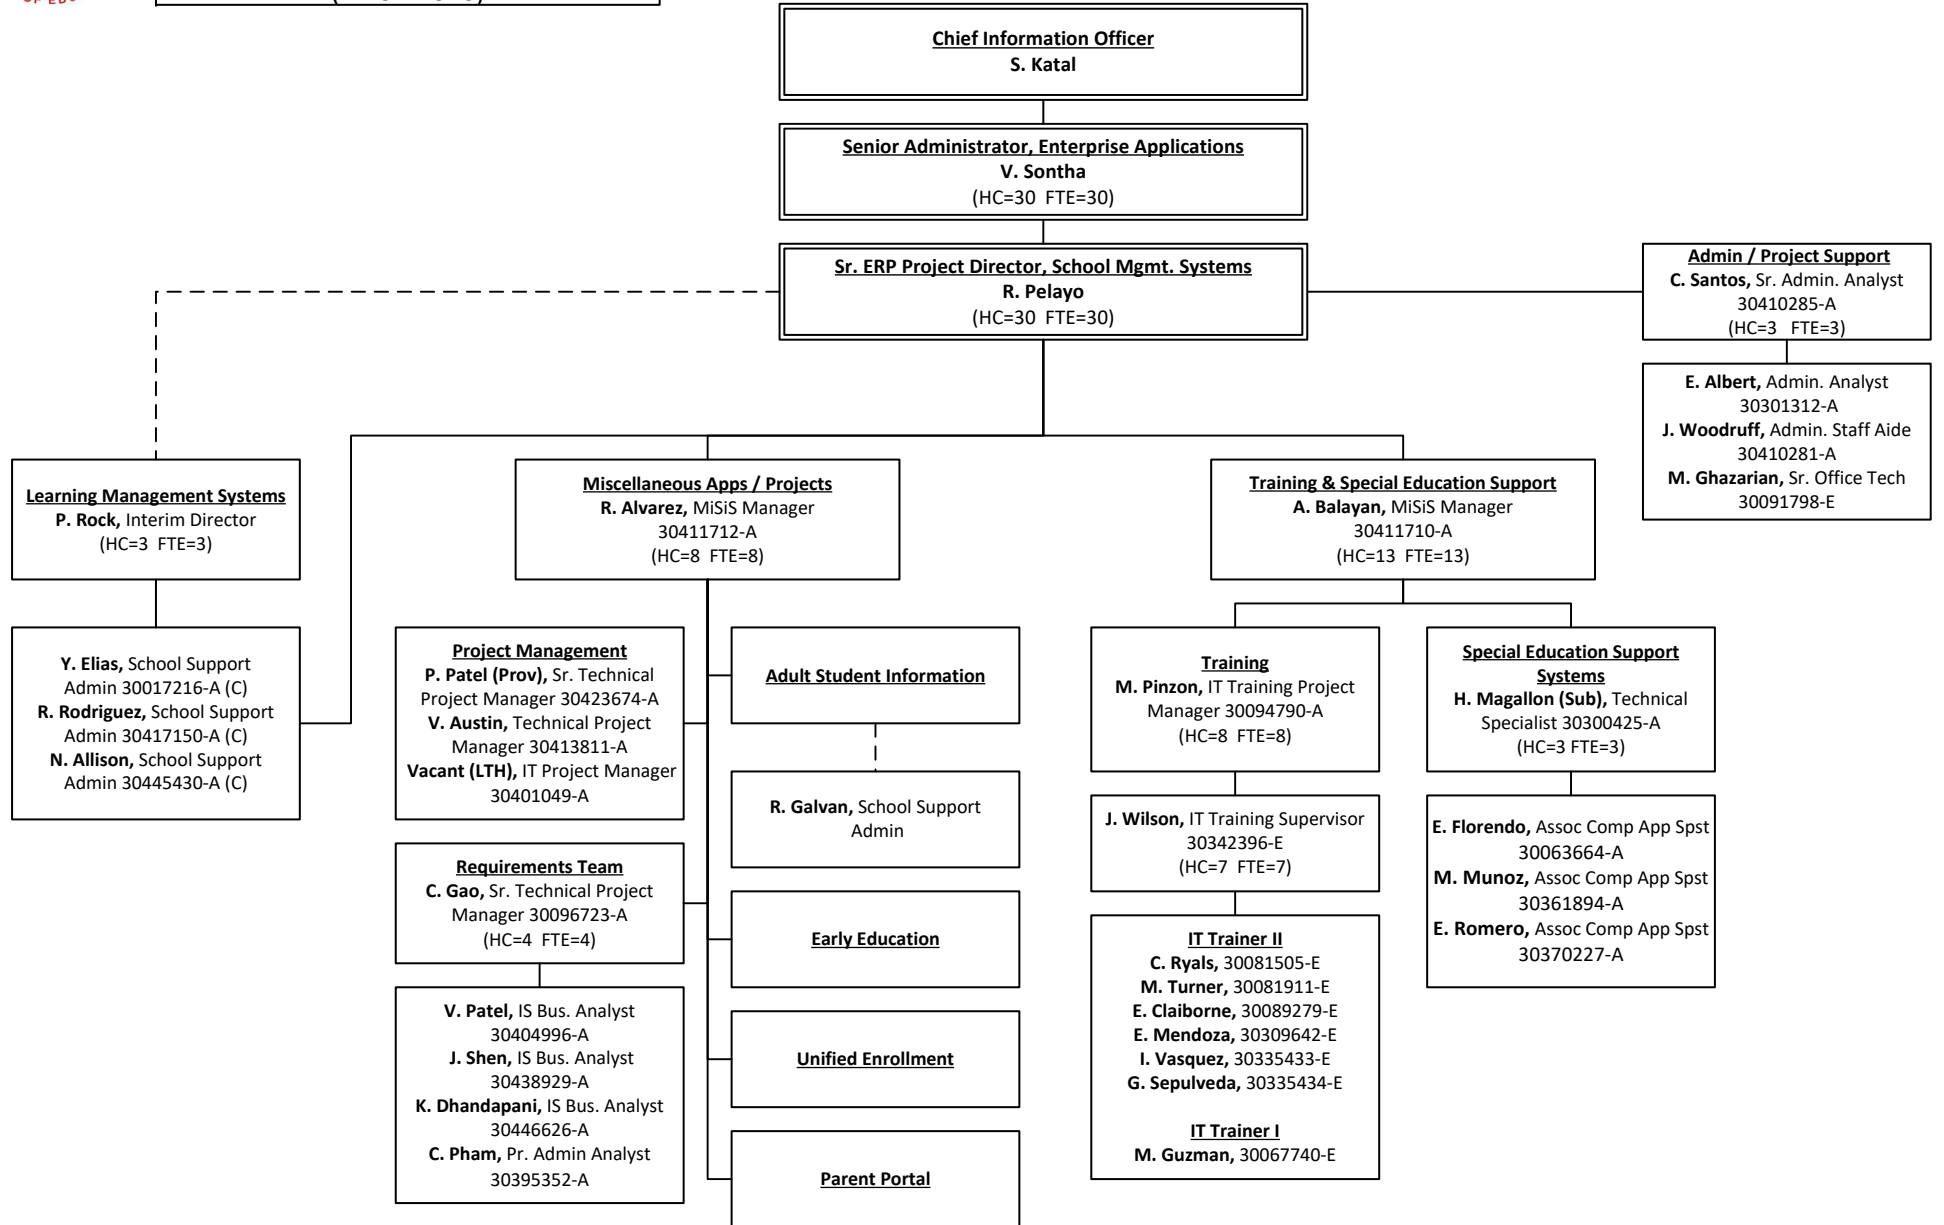 Chief Information Officer
S. Katal
Senior Administrator, Enterprise Applications
V. Sontha
(HC=30 FTE=30)
Sr. ERP Project Director, School Mgmt. Systems
R. Pelayo
(HC=30 FTE=30)
Admin / Project Support
C. Santos, Sr. Admin. Analyst
30410285-A
(HC=3 FTE=3)
E. Albert, Admin. Analyst
30301312-A
J. Woodruff, Admin. Staff Aide
30410281-A
M. Ghazarian, Sr. Office Tech
30091798-E
Learning Management Systems
P. Rock, Interim Director
(HC=3 FTE=3)
Y. Elias, School Support
Admin 30017216-A (C)
R. Rodriguez, School Support
Admin 30417150-A (C)
N. Allison, School Support
Admin 30445430-A (C)
Miscellaneous Apps / Projects
R. Alvarez, MiSiS Manager
30411712-A
(HC=8 FTE=8)
Project Management
P. Patel (Prov), Sr. Technical
Project Manager 30423674-A
V. Austin, Technical Project
Manager 30413811-A
Vacant (LTH), IT Project Manager
30401049-A
Requirements Team
C. Gao, Sr. Technical Project
Manager 30096723-A
(HC=4 FTE=4)
V. Patel, IS Bus. Analyst
30404996-A
J. Shen, IS Bus. Analyst
30438929-A
K. Dhandapani, IS Bus. Analyst
30446626-A
C. Pham, Pr. Admin Analyst
30395352-A
Adult Student Information
R. Galvan, School Support
Admin
Early Education
Unified Enrollment
Parent Portal
Training & Special Education Support
A. Balayan, MiSiS Manager
30411710-A
(HC=13 FTE=13)
Training
M. Pinzon, IT Training Project
Manager 30094790-A
(HC=8 FTE=8)
J. Wilson, IT Training Supervisor
30342396-E
(HC=7 FTE=7)
IT Trainer II
C. Ryals, 30081505-E
M. Turner, 30081911-E
E. Claiborne, 30089279-E
E. Mendoza, 30309642-E
I. Vasquez, 30335433-E
G. Sepulveda, 30335434-E
IT Trainer I
M. Guzman, 30067740-E
Special Education Support
Systems
H. Magallon (Sub), Technical
Specialist 30300425-A
(HC=3 FTE=3)
E. Florendo, Assoc Comp App Spst
30063664-A
M. Munoz, Assoc Comp App Spst
30361894-A
E. Romero, Assoc Comp App Spst
30370227-A